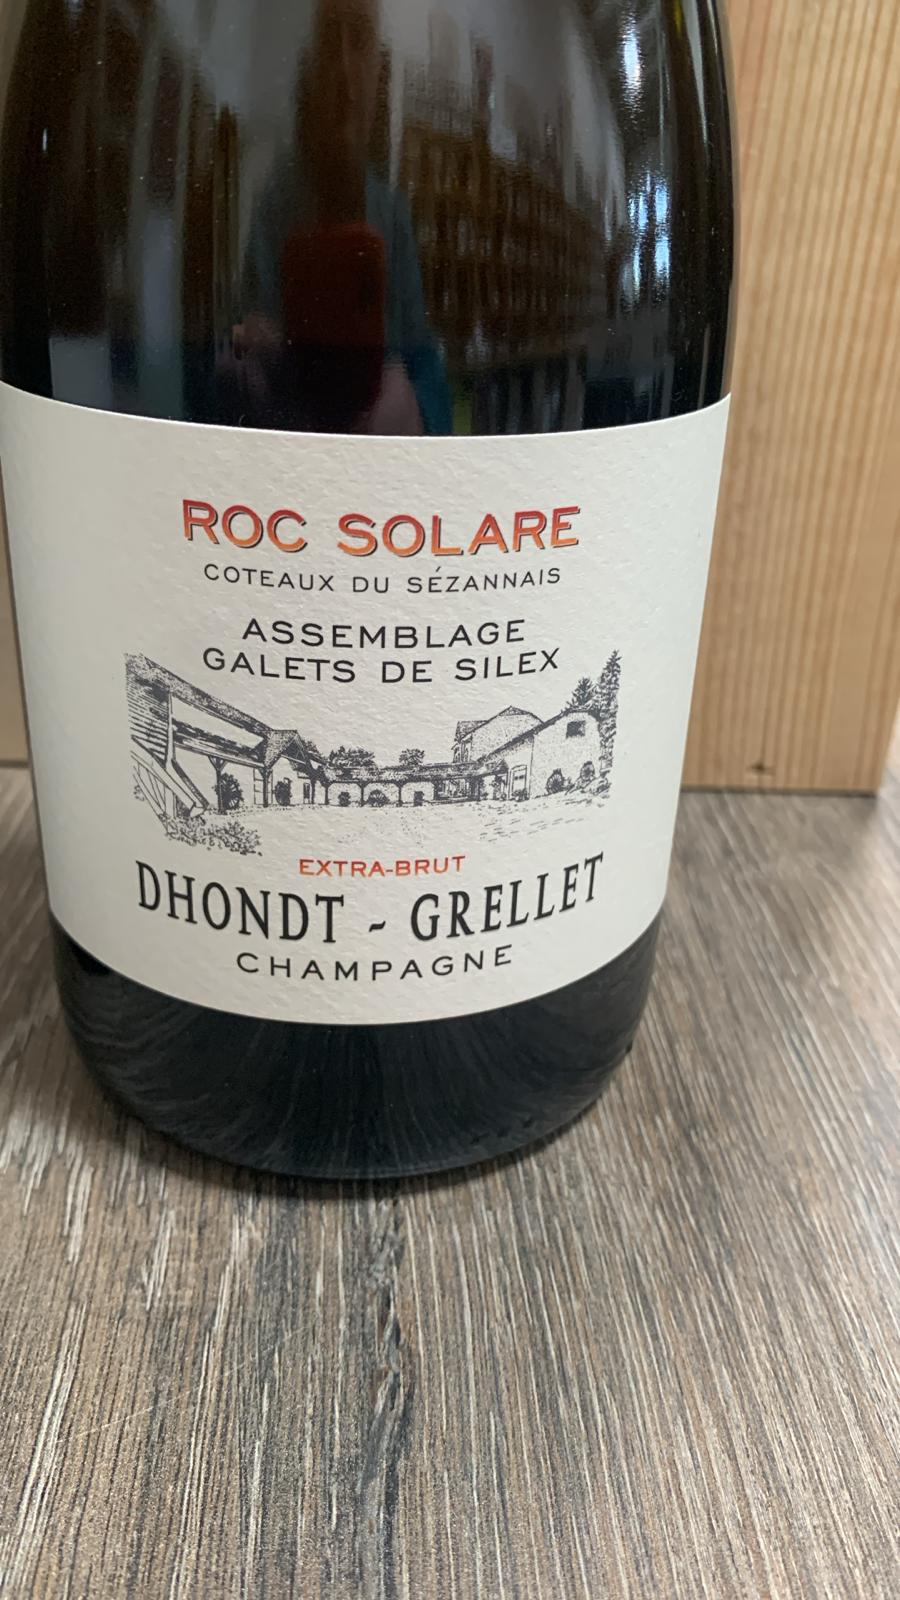 ROC SOLARE
COTEAUX DU SÉZANNAIS
ASSEMBLAGE
GALETS DE SILEX
EXTRA-BRUT
DHONDT - GRELLET
CHAMPAGNE